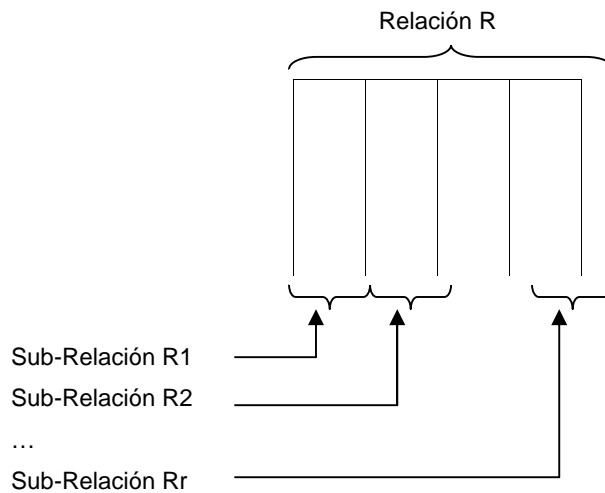 Relación R
Sub-Relación R1
Sub-Relación R2
…
Sub-Relación Rr